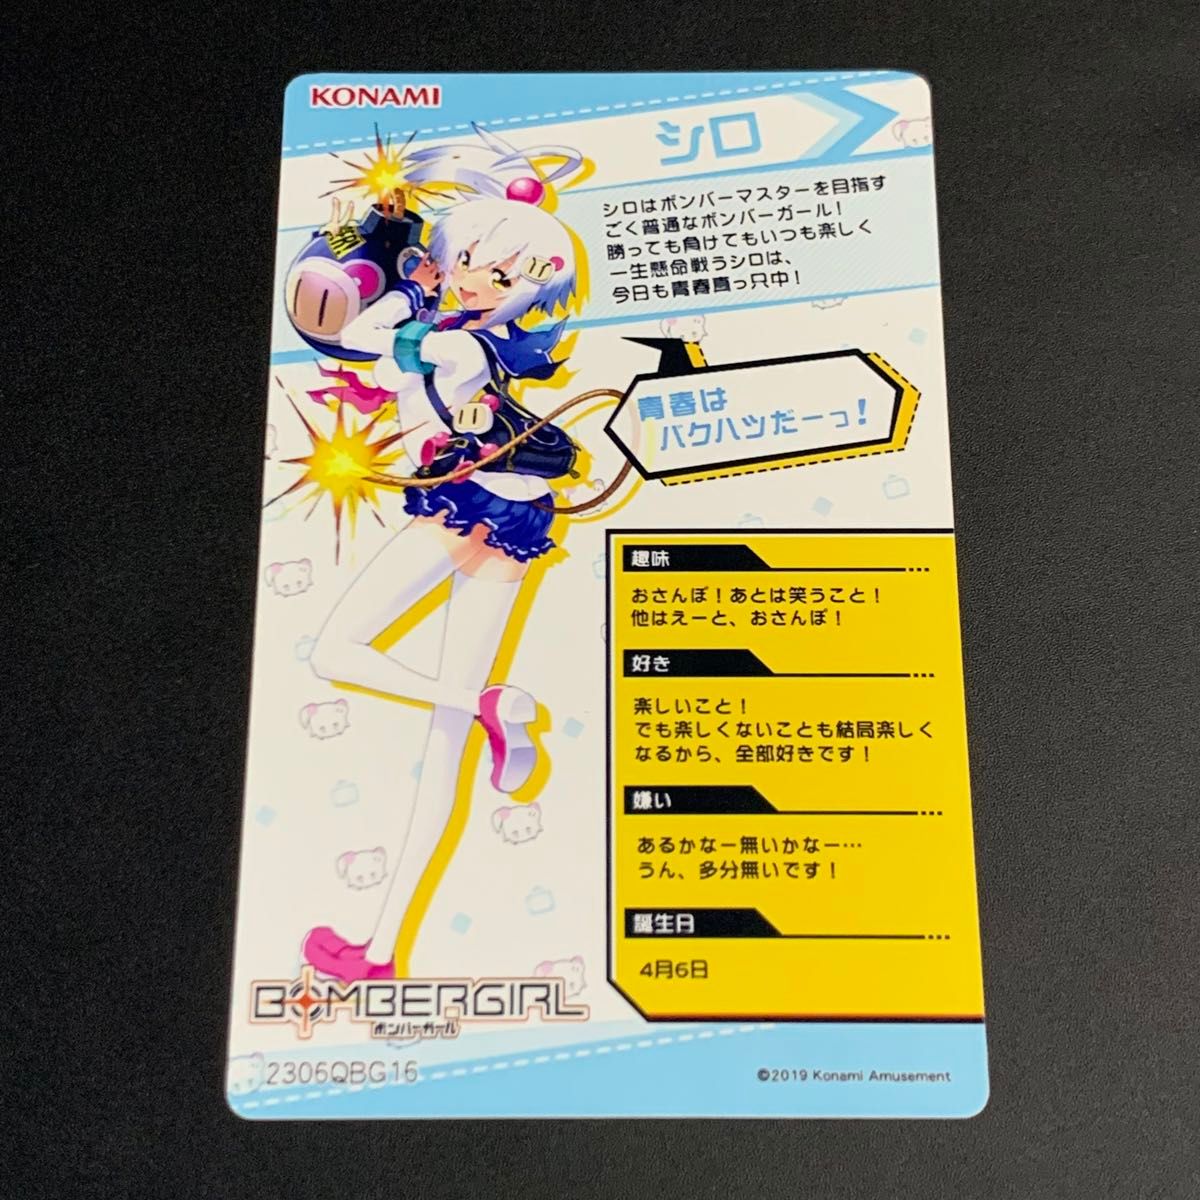 KONAMI
シロ
シロはボンバーマスターを目指す
ごく普通なボンバーガール！
勝っても負けてもいつも楽しく
一生懸命戦うシロは、
今日も青春真っ只中！
青春は
バクハツだーっ！
趣味
おさんぽ！あとは笑うこと！
他はえーと、おさんぽ！
好き
楽しいこと！
でも楽しくないことも結局楽しく
なるから、全部好きです！
嫌い
あるかなー無いかなー…
うん、多分無いです！
誕生日
4月6日
BOMBERGIRL
ボンバーガール
2306QBG16
©2019 Konami Amusement